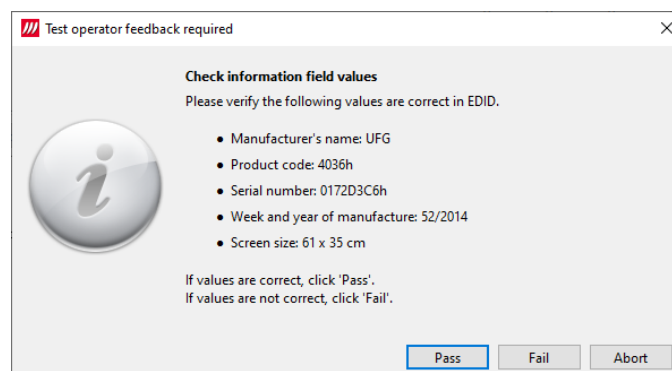 Test operator feedback required
Check information field values
Please verify the following values are correct in EDID.
• Manufacturer's name: UFG
• Product code: 4036h
• Serial number: 0172D3C6h
• Week and year of manufacture: 52/2014
• Screen size: 61 x 35 cm
If values are correct, click 'Pass'.
If values are not correct, click 'Fail'.
Pass Fail Abort